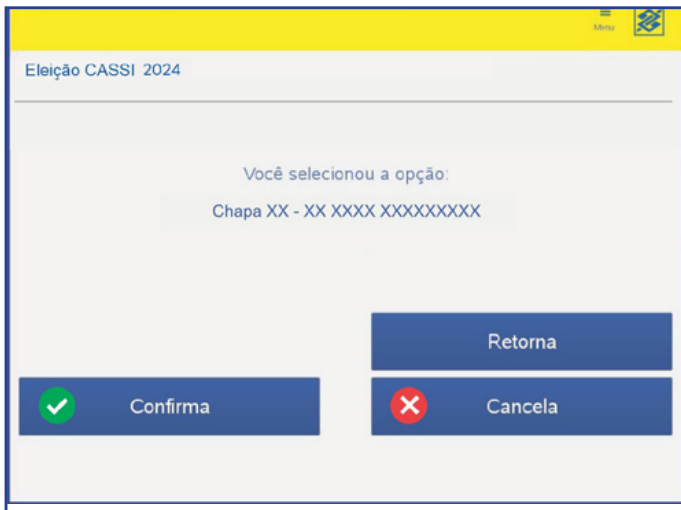 Menu
Eleição CASSI 2024
Você selecionou a opção:
Chapa XX - XX XXXX XXXXXXXXX
Retorna
Confirma
Cancela